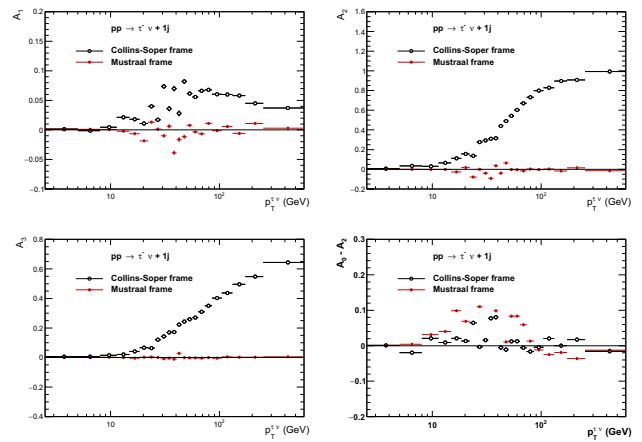 A₁
pp → τ⁻ ν + 1j
Collins-Soper frame
Mustraal frame
0.2
0.15
0.1
0.05
0
−0.05
−0.1
10
10²
p_T^{τ ν} (GeV)
A₂
pp → τ⁻ ν + 1j
Collins-Soper frame
Mustraal frame
1.6
1.4
1.2
1
0.8
0.6
0.4
0.2
0
−0.2
10
10²
p_T^{τ ν} (GeV)
A₃
pp → τ⁻ ν + 1j
Collins-Soper frame
Mustraal frame
0.8
0.6
0.4
0.2
0
−0.2
−0.4
10
10²
p_T^{τ ν} (GeV)
A₀ - A₂
pp → τ⁻ ν + 1j
Collins-Soper frame
Mustraal frame
0.3
0.2
0.1
0
−0.1
−0.2
10
10²
p_T^{τ ν} (GeV)